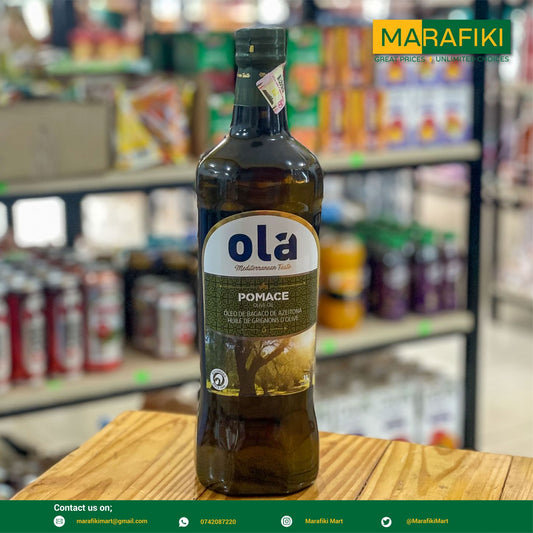 MARAFIKI
GREAT PRICES, UNLIMITED CHOICES
ola
Mediterranean Taste
POMACE
OLIVE OIL
ÓLEO DE BAGAÇO DE AZEITONA
HUILE DE GRIGNONS D'OLIVE
Contact us on;
marafikimart@gmail.com
0742087220
Marafiki Mart
@MarafikiMart